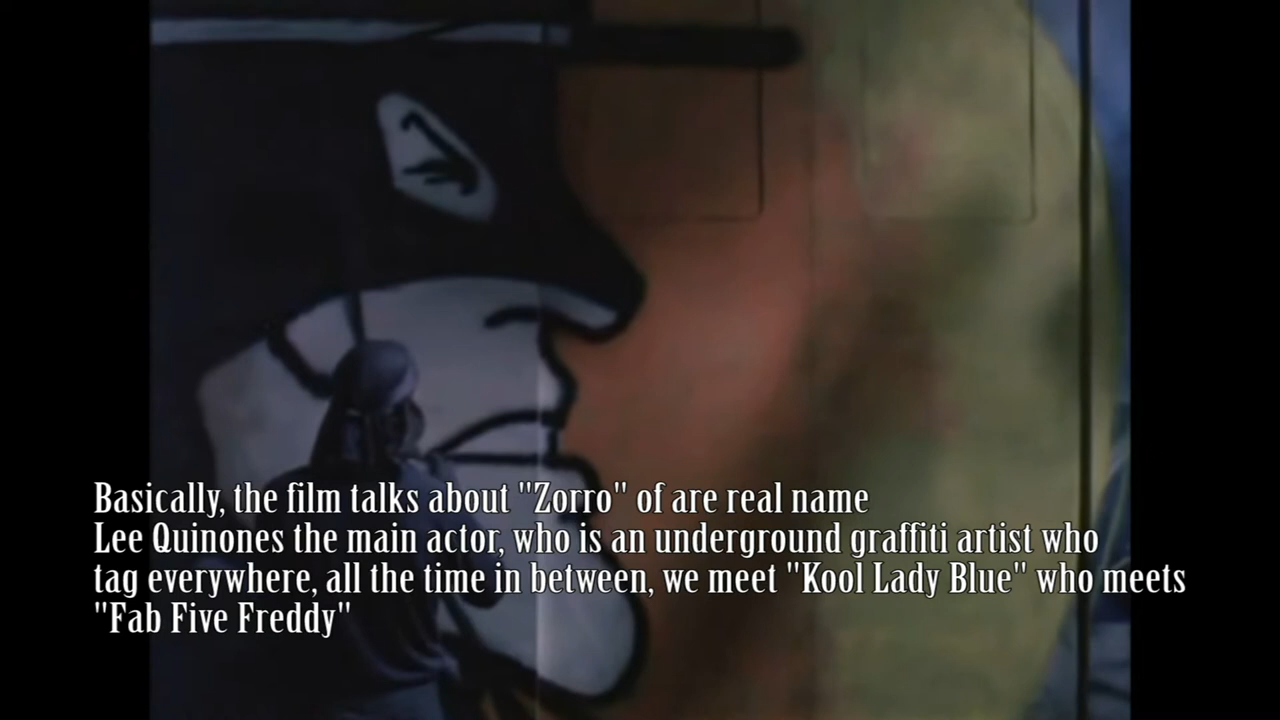 Basically, the film talks about "Zorro" of are real name
Lee Quinones the main actor, who is an underground graffiti artist who
tag everywhere, all the time in between, we meet "Kool Lady Blue" who meets
"Fab Five Freddy"